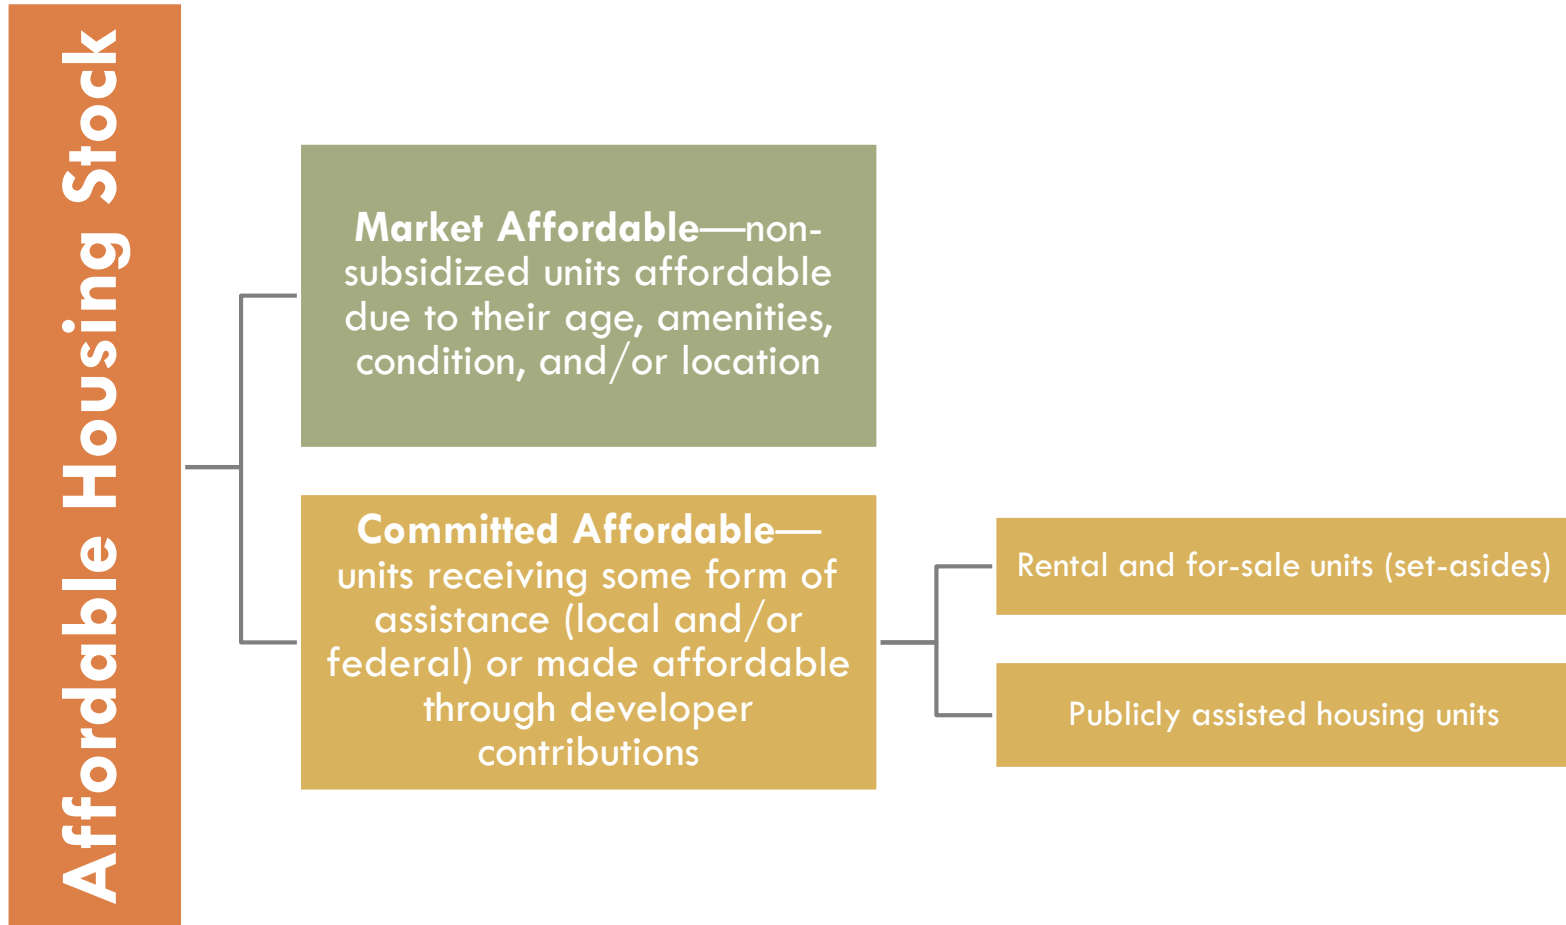 Affordable Housing Stock
Market Affordable—non-
subsidized units affordable
due to their age, amenities,
condition, and/or location
Committed Affordable—
units receiving some form of
assistance (local and/or
federal) or made affordable
through developer
contributions
Rental and for-sale units (set-asides)
Publicly assisted housing units